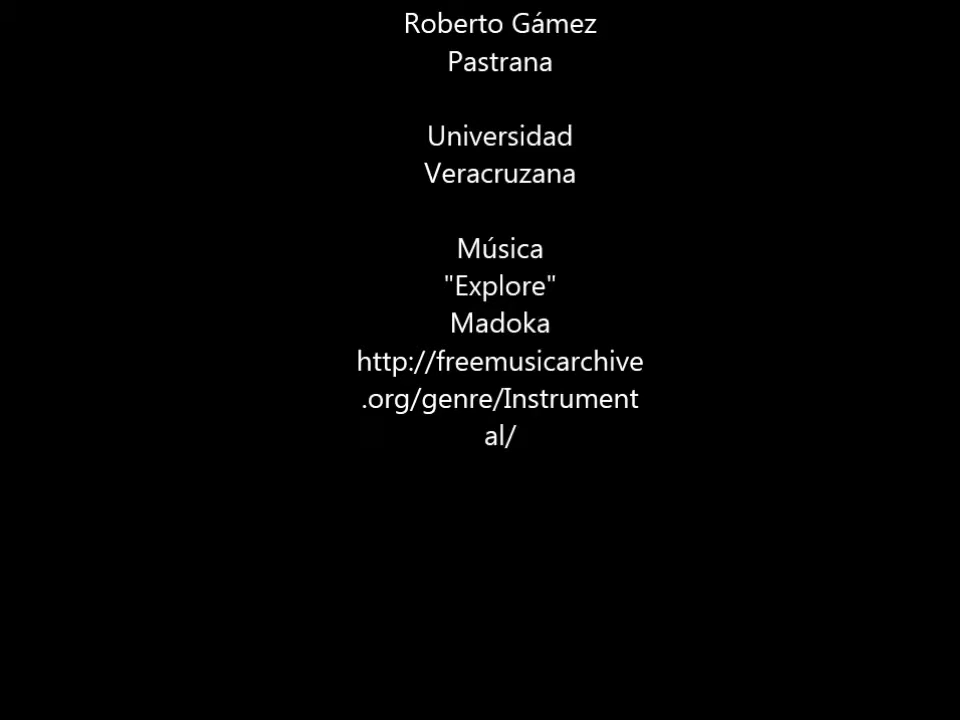 Roberto Gámez
Pastrana
Universidad
Veracruzana
Música
"Explore"
Madoka
http://freemusicarchive
.org/genre/Instrument
al/